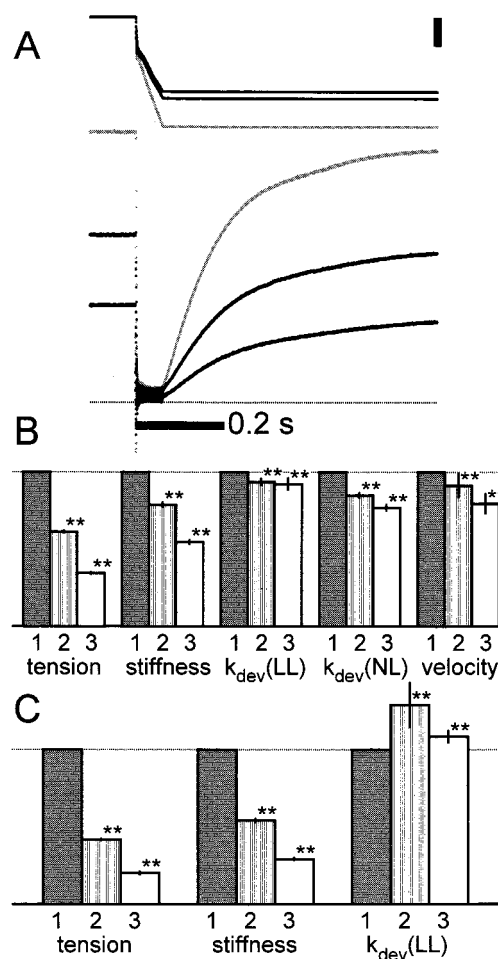 A
0.2 s
B
** ** ** ** ** ** ** ** ** *
1 2 3 1 2 3 1 2 3 1 2 3 1 2 3
tension stiffness k_dev(LL) k_dev(NL) velocity
C
** ** ** ** ** **
1 2 3 1 2 3 1 2 3
tension stiffness k_dev(LL)